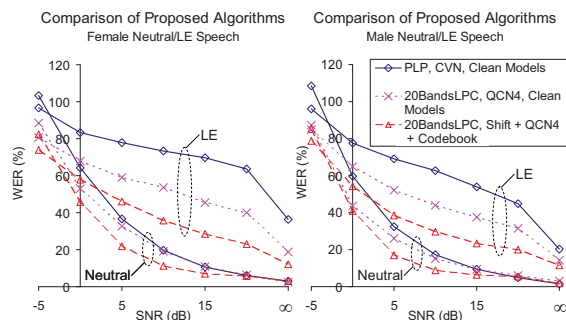 Comparison of Proposed Algorithms
Female Neutral/LE Speech
WER (%)
120
100
80
60
40
20
0
-5
5
15
∞
SNR (dB)
LE
Neutral
Comparison of Proposed Algorithms
Male Neutral/LE Speech
WER (%)
120
100
80
60
40
20
0
-5
5
15
∞
SNR (dB)
PLP, CVN, Clean Models
20BandsLPC, QCN4, Clean
Models
20BandsLPC, Shift + QCN4
+ Codebook
LE
Neutral